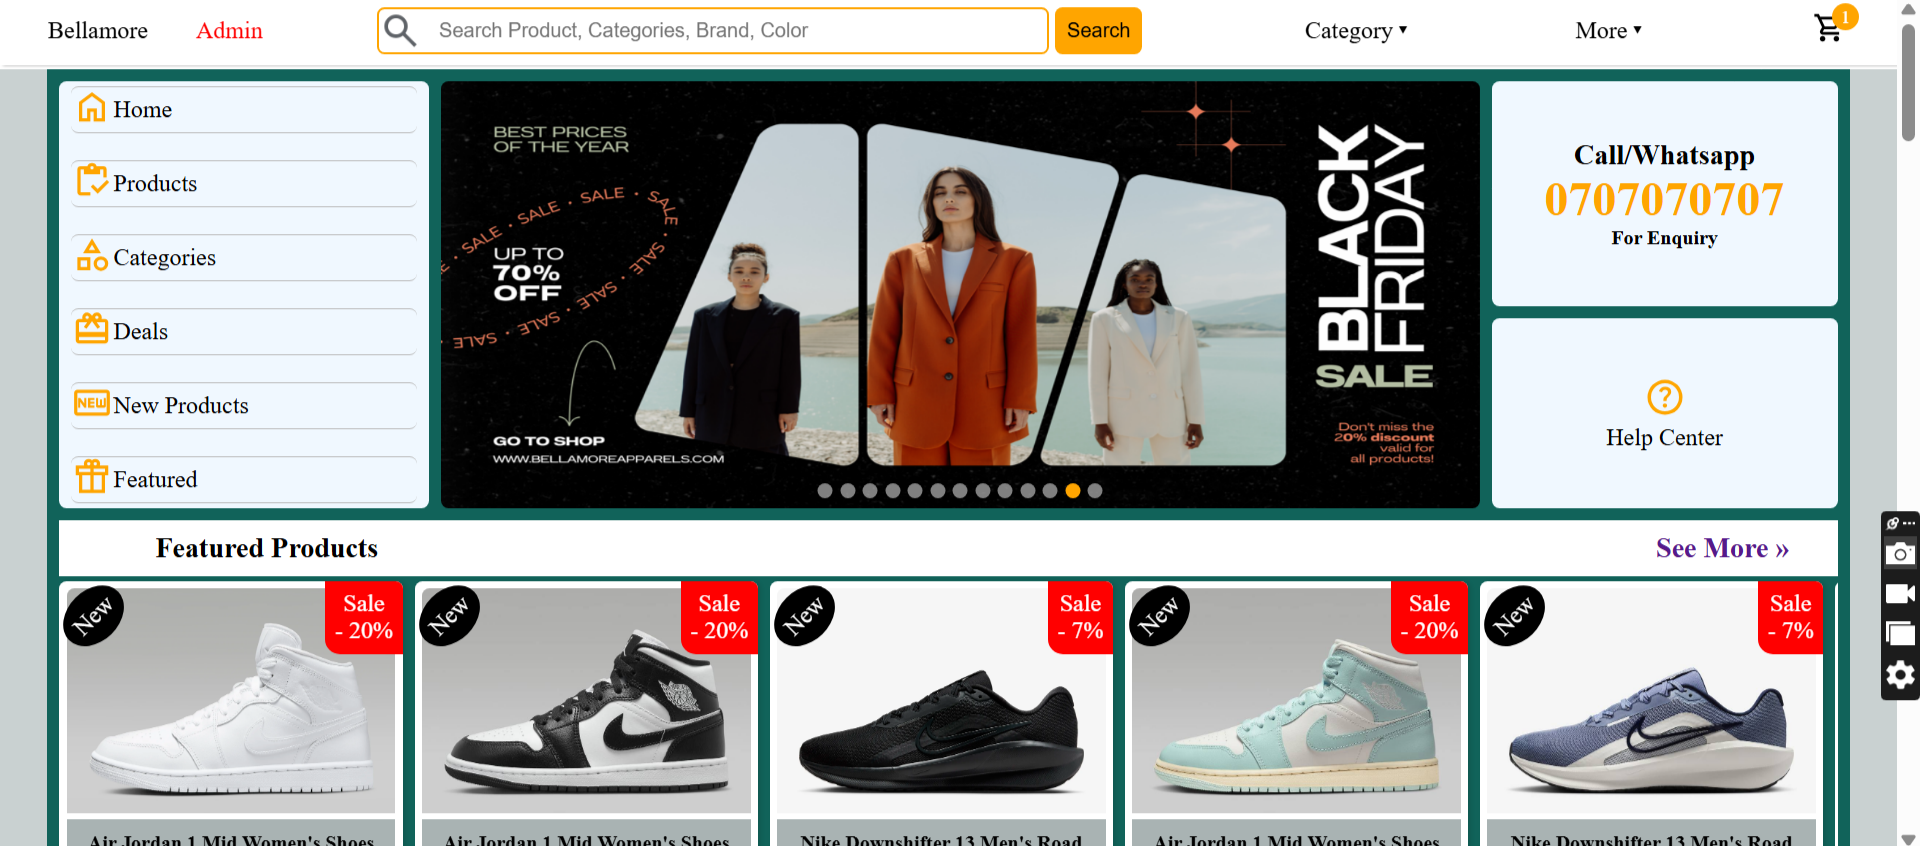 Bellamore
Admin
Search Product, Categories, Brand, Color
Search
Category ▼
More ▼
1
Home
Products
Categories
Deals
NEW New Products
Featured
BEST PRICES
OF THE YEAR
SALE • SALE • SALE • SALE • SALE • SALE • SALE • SALE • SALE
UP TO
70%
OFF
GO TO SHOP
WWW.BELLAMOREAPPARELS.COM
BLACK
FRIDAY
SALE
Don't miss the
20% discount
valid for
all products!
Call/Whatsapp
0707070707
For Enquiry
?
Help Center
Featured Products
See More »
New
Sale
- 20%
New
Sale
- 20%
New
Sale
- 7%
New
Sale
- 20%
New
Sale
- 7%
Air Jordan 1 Mid Women's Shoes
Air Jordan 1 Mid Women's Shoes
Nike Downshifter 13 Men's Road
Air Jordan 1 Mid Women's Shoes
Nike Downshifter 13 Men's Road